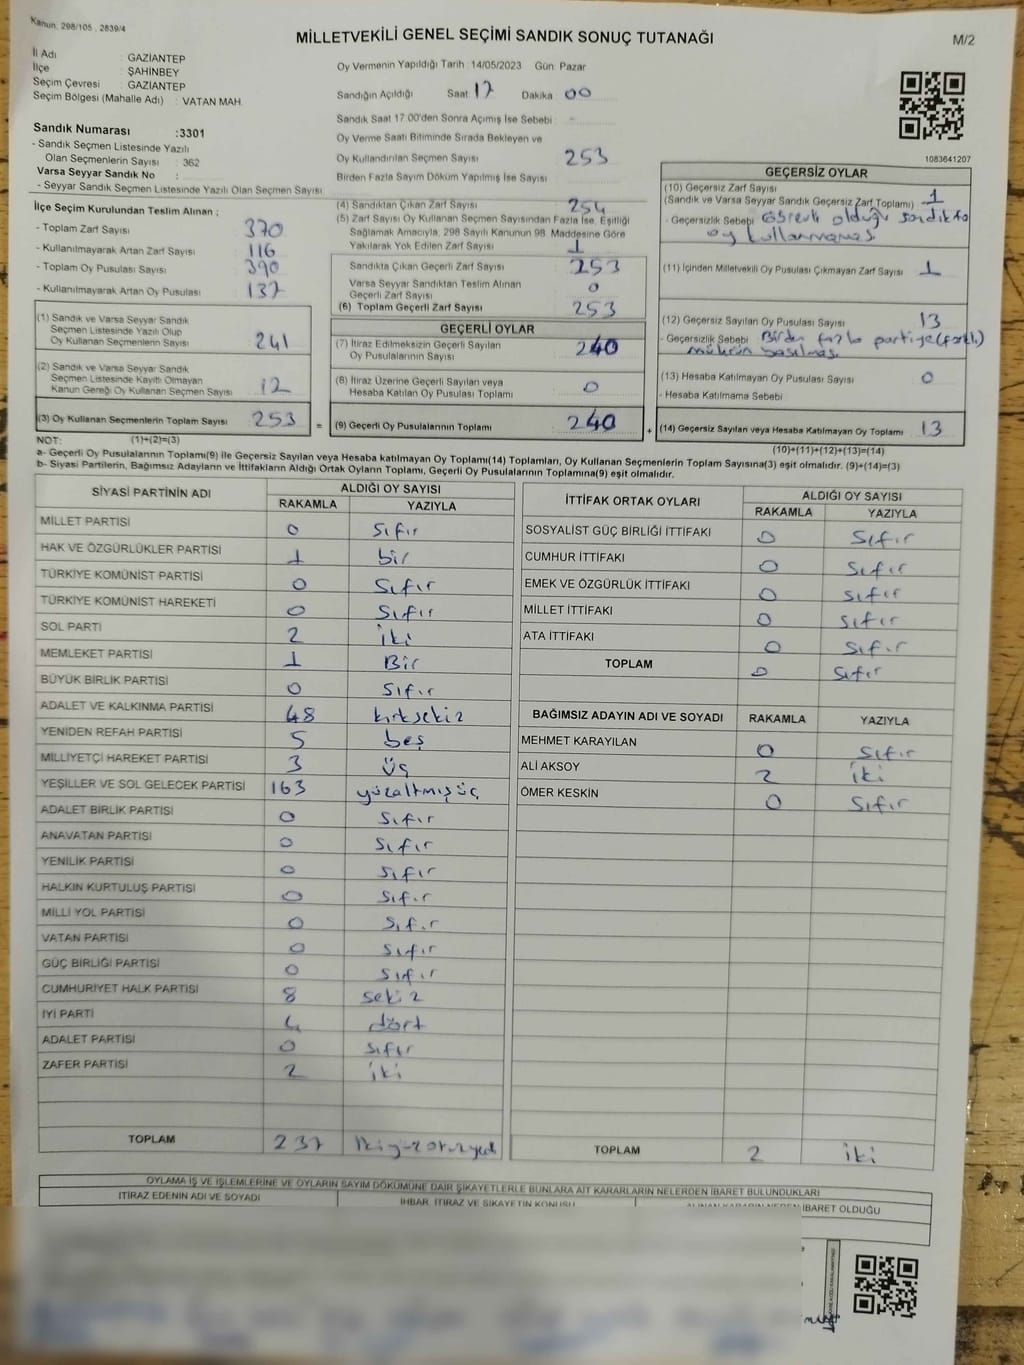 Kanun, 298/105 , 2839/4
MİLLETVEKİLİ GENEL SEÇİMİ SANDIK SONUÇ TUTANAĞI
M/2
İl Adı : GAZİANTEP
İlçe : ŞAHİNBEY
Seçim Çevresi : GAZİANTEP
Seçim Bölgesi (Mahalle Adı) : VATAN MAH.
Sandık Numarası :3301
- Sandık Seçmen Listesinde Yazılı
Olan Seçmenlerin Sayısı : 362
Varsa Seyyar Sandık No :
- Seyyar Sandık Seçmen Listesinde Yazılı Olan Seçmen Sayısı
Oy Vermenin Yapıldığı Tarih : 14/05/2023 Gün: Pazar
Sandığın Açıldığı Saat 17 Dakika 00
Sandık Saat 17.00'den Sonra Açımış İse Sebebi : -
Oy Verme Saati Bitiminde Sırada Bekleyen ve
Oy Kullandırılan Seçmen Sayısı 253
Birden Fazla Sayım Döküm Yapılmış İse Sayısı
1083641207
İlçe Seçim Kurulundan Teslim Alınan ;
- Toplam Zarf Sayısı 370
- Kullanılmayarak Artan Zarf Sayısı 116
- Toplam Oy Pusulası Sayısı 390
- Kullanılmayarak Artan Oy Pusulası 137
(4) Sandıktan Çıkan Zarf Sayısı 254
(5) Zarf Sayısı Oy Kullanan Seçmen Sayısından Fazla İse, Eşitliği
Sağlamak Amacıyla, 298 Sayılı Kanunun 98. Maddesine Göre
Yakılarak Yok Edilen Zarf Sayısı 1
Sandıkta Çıkan Geçerli Zarf Sayısı 253
Varsa Seyyar Sandıktan Teslim Alınan
Geçerli Zarf Sayısı 0
(6) Toplam Geçerli Zarf Sayısı 253
GEÇERSİZ OYLAR
(10) Geçersiz Zarf Sayısı
(Sandık ve Varsa Seyyar Sandık Geçersiz Zarf Toplamı) 1
- Geçersizlik Sebebi Görevli olduğu sandıkta
oy kullanmaması
(11) İçinden Milletvekili Oy Pusulası Çıkmayan Zarf Sayısı 1
(12) Geçersiz Sayılan Oy Pusulası Sayısı 13
- Geçersizlik Sebebi Birden fazla partiye(farklı)
mührün basılması
(13) Hesaba Katılmayan Oy Pusulası Sayısı 0
- Hesaba Katılmama Sebebi
(14) Geçersiz Sayılan veya Hesaba Katılmayan Oy Toplamı 13
(1) Sandık ve Varsa Seyyar Sandık
Seçmen Listesinde Yazılı Olup
Oy Kullanan Seçmenlerin Sayısı 241
(2) Sandık ve Varsa Seyyar Sandık
Seçmen Listesinde Kayıtlı Olmayan
Kanun Gereği Oy Kullanan Seçmen Sayısı 12
(3) Oy Kullanan Seçmenlerin Toplam Sayısı 253 =
GEÇERLİ OYLAR
(7) İtiraz Edilmeksizin Geçerli Sayılan
Oy Pusulalarının Sayısı 240
(8) İtiraz Üzerine Geçerli Sayılan veya
Hesaba Katılan Oy Pusulası Toplamı 0
(9) Geçerli Oy Pusulalarının Toplamı 240 +
NOT: (1)+(2)=(3)
(10)+(11)+(12)+(13)=(14)
a- Geçerli Oy Pusulalarının Toplamı(9) ile Geçersiz Sayılan veya Hesaba katılmayan Oy Toplamı(14) Toplamları, Oy Kullanan Seçmenlerin Toplam Sayısına(3) eşit olmalıdır. (9)+(14)=(3)
b- Siyasi Partilerin, Bağımsız Adayların ve İttifakların Aldığı Ortak Oyların Toplamı, Geçerli Oy Pusulalarının Toplamına(9) eşit olmalıdır.
SİYASİ PARTİNİN ADI ALDIĞI OY SAYISI
RAKAMLA YAZIYLA
MİLLET PARTİSİ 0 Sıfır
HAK VE ÖZGÜRLÜKLER PARTİSİ 1 bir
TÜRKİYE KOMÜNİST PARTİSİ 0 Sıfır
TÜRKİYE KOMÜNİST HAREKETİ 0 Sıfır
SOL PARTİ 2 iki
MEMLEKET PARTİSİ 1 Bir
BÜYÜK BİRLİK PARTİSİ 0 Sıfır
ADALET VE KALKINMA PARTİSİ 48 kırksekiz
YENİDEN REFAH PARTİSİ 5 beş
MİLLİYETÇİ HAREKET PARTİSİ 3 üç
YEŞİLLER VE SOL GELECEK PARTİSİ 163 yüzaltmışüç
ADALET BİRLİK PARTİSİ 0 Sıfır
ANAVATAN PARTİSİ 0 Sıfır
YENİLİK PARTİSİ 0 Sıfır
HALKIN KURTULUŞ PARTİSİ 0 Sıfır
MİLLİ YOL PARTİSİ 0 Sıfır
VATAN PARTİSİ 0 Sıfır
GÜÇ BİRLİĞİ PARTİSİ 0 Sıfır
CUMHURİYET HALK PARTİSİ 8 sekiz
İYİ PARTİ 4 dört
ADALET PARTİSİ 0 sıfır
ZAFER PARTİSİ 2 iki
TOPLAM 237 ikiyüzotuzyedi
İTTİFAK ORTAK OYLARI ALDIĞI OY SAYISI
RAKAMLA YAZIYLA
SOSYALİST GÜÇ BİRLİĞİ İTTİFAKI 0 Sıfır
CUMHUR İTTİFAKI 0 Sıfır
EMEK VE ÖZGÜRLÜK İTTİFAKI 0 Sıfır
MİLLET İTTİFAKI 0 sıfır
ATA İTTİFAKI 0 Sıfır
TOPLAM 0 Sıfır
BAĞIMSIZ ADAYIN ADI VE SOYADI RAKAMLA YAZIYLA
MEHMET KARAYILAN 0 Sıfır
ALİ AKSOY 2 iki
ÖMER KESKİN 0 Sıfır
TOPLAM 2 iki
OYLAMA İŞ VE İŞLEMLERİNE VE OYLARIN SAYIM DÖKÜMÜNE DAİR ŞİKAYETLERLE BUNLARA AİT KARARLARIN NELERDEN İBARET BULUNDUKLARI
İTİRAZ EDENİN ADI VE SOYADI İHBAR, İTİRAZ VE ŞİKAYETİN KONUSU ALINAN KARARIN NEDEN İBARET OLDUĞU